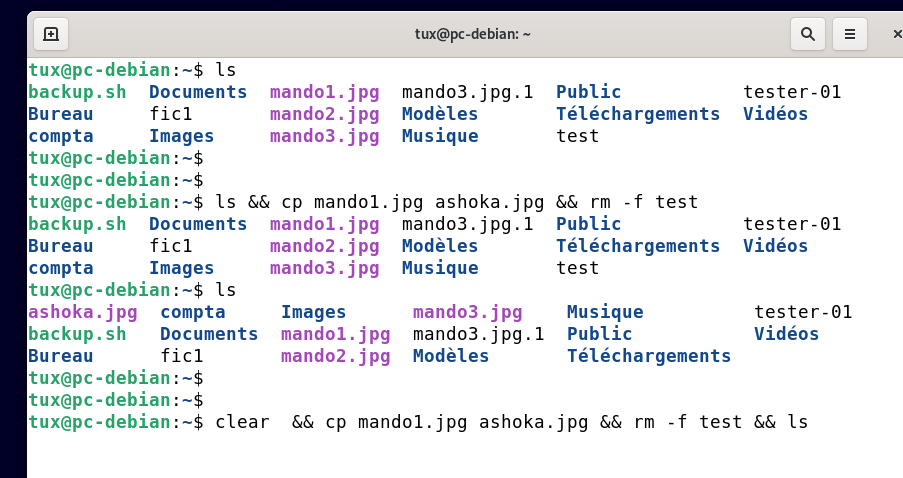 tux@pc-debian: ~
tux@pc-debian:~$ ls
backup.sh  Documents  mando1.jpg  mando3.jpg.1  Public           tester-01
Bureau     fic1       mando2.jpg  Modèles       Téléchargements  Vidéos
compta     Images     mando3.jpg  Musique       test
tux@pc-debian:~$
tux@pc-debian:~$
tux@pc-debian:~$ ls && cp mando1.jpg ashoka.jpg && rm -f test
backup.sh  Documents  mando1.jpg  mando3.jpg.1  Public           tester-01
Bureau     fic1       mando2.jpg  Modèles       Téléchargements  Vidéos
compta     Images     mando3.jpg  Musique       test
tux@pc-debian:~$ ls
ashoka.jpg  compta     Images      mando3.jpg    Musique          tester-01
backup.sh   Documents  mando1.jpg  mando3.jpg.1  Public           Vidéos
Bureau      fic1       mando2.jpg  Modèles       Téléchargements
tux@pc-debian:~$
tux@pc-debian:~$
tux@pc-debian:~$ clear  && cp mando1.jpg ashoka.jpg && rm -f test && ls